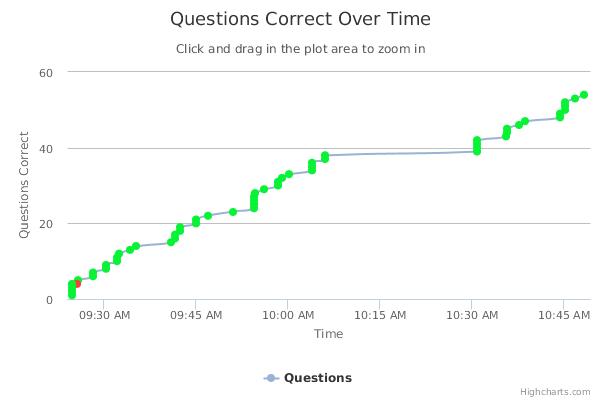 Questions Correct Over Time
Click and drag in the plot area to zoom in
Questions Correct
60
40
20
0
09:30 AM 09:45 AM 10:00 AM 10:15 AM 10:30 AM 10:45 AM
Time
Questions
Highcharts.com